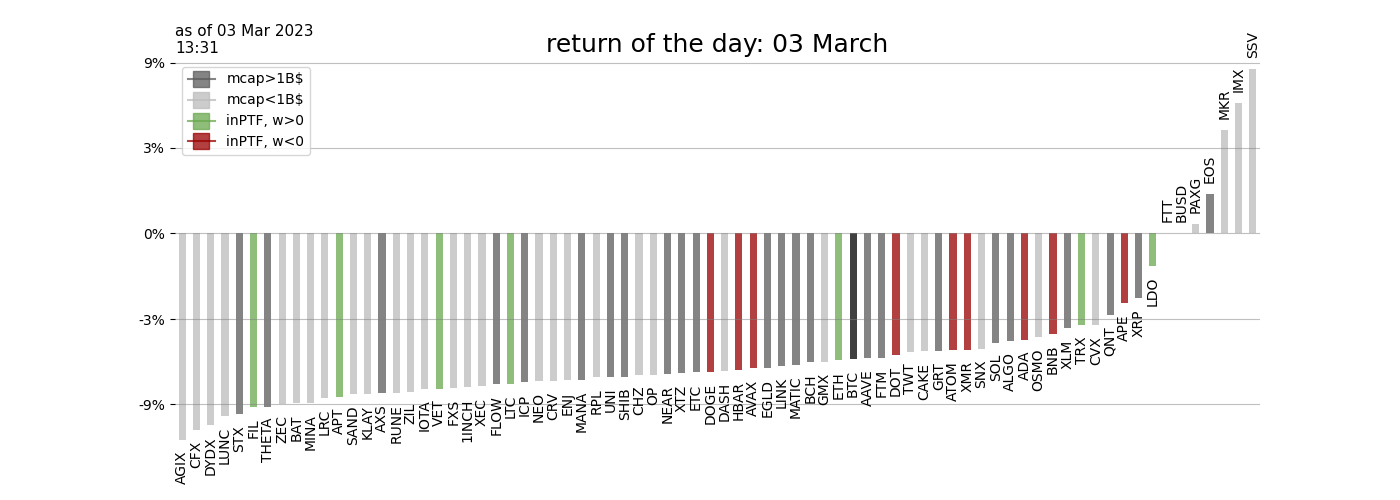 as of 03 Mar 2023
13:31
return of the day: 03 March
9%
3%
0%
-3%
-9%
mcap>1B$
mcap<1B$
inPTF, w>0
inPTF, w<0
AGIX
CFX
DYDX
LUNC
STX
FIL
THETA
ZEC
BAT
MINA
LRC
APT
SAND
KLAY
AXS
RUNE
ZIL
IOTA
VET
FXS
1INCH
XEC
FLOW
LTC
ICP
NEO
CRV
ENJ
MANA
RPL
UNI
SHIB
CHZ
OP
NEAR
XTZ
ETC
DOGE
DASH
HBAR
AVAX
EGLD
LINK
MATIC
BCH
GMX
ETH
BTC
AAVE
FTM
DOT
TWT
CAKE
GRT
ATOM
XMR
SNX
SOL
ALGO
ADA
OSMO
BNB
XLM
TRX
CVX
QNT
APE
XRP
LDO
FTT
BUSD
PAXG
EOS
MKR
IMX
SSV